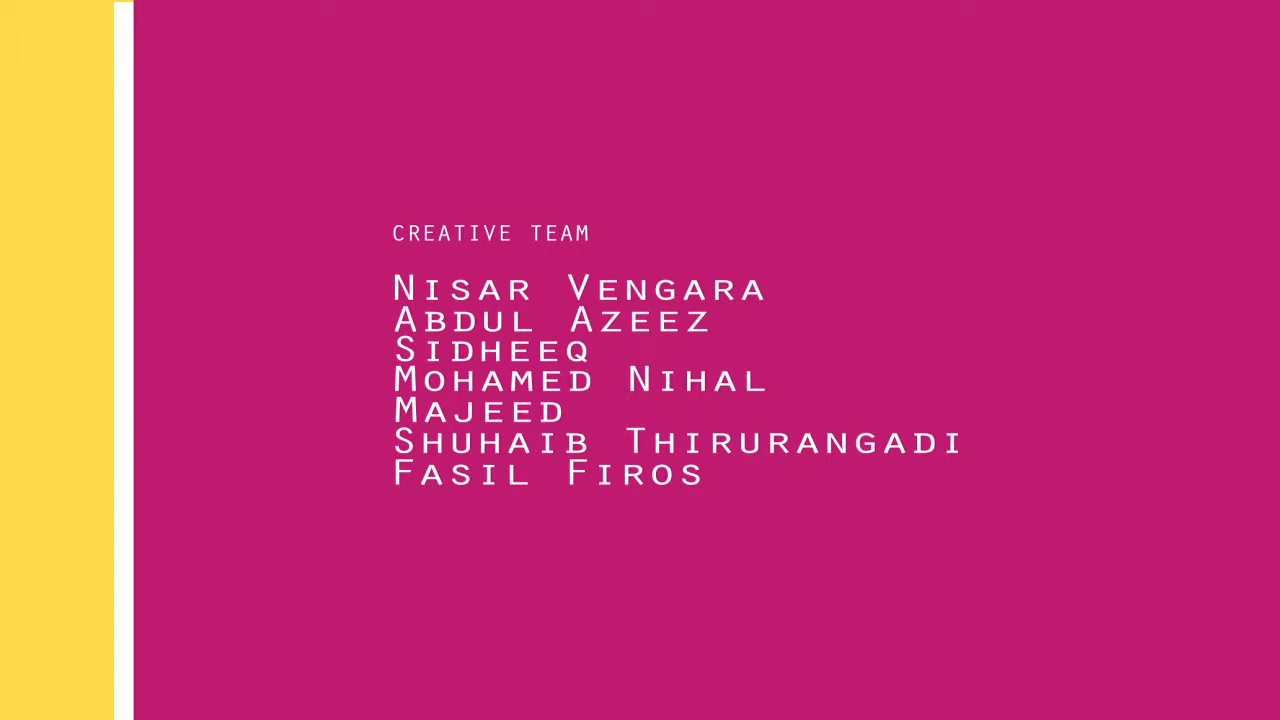 CREATIVE TEAM
Nisar Vengara
Abdul Azeez
Sidheeq
Mohamed Nihal
Majeed
Shuhaib Thirurangadi
Fasil Firos